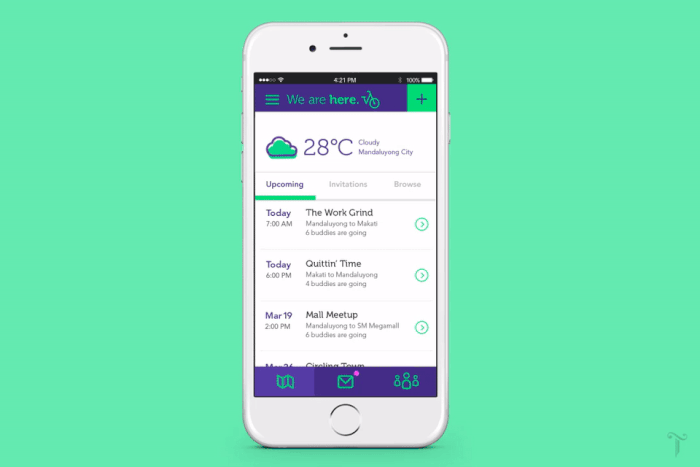 4:21 PM
100%
We are here.
+
28°C
Cloudy
Mandaluyong City
Upcoming
Invitations
Browse
Today
7:00 AM
The Work Grind
Mandaluyong to Makati
6 buddies are going
Today
6:00 PM
Quittin' Time
Makati to Mandaluyong
4 buddies are going
Mar 19
2:00 PM
Mall Meetup
Mandaluyong to SM Megamall
6 buddies are going
Mar 26
Circling Town
T